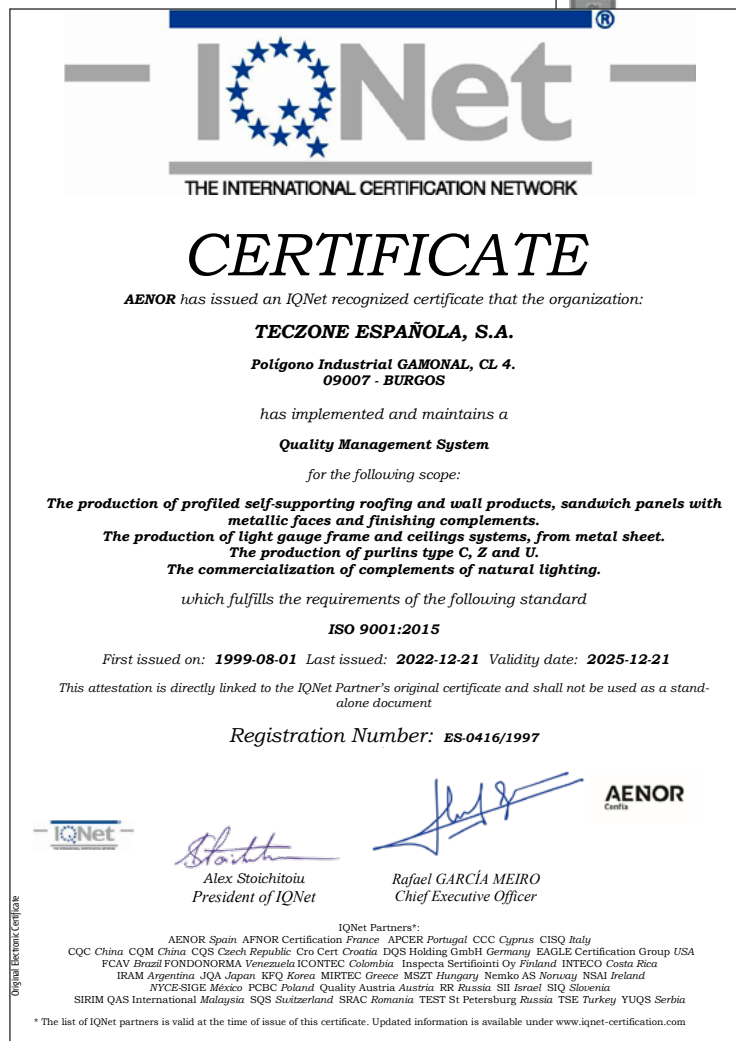 IQNet ®
THE INTERNATIONAL CERTIFICATION NETWORK
CERTIFICATE
AENOR has issued an IQNet recognized certificate that the organization:
TECZONE ESPAÑOLA, S.A.
Polígono Industrial GAMONAL, CL 4.
09007 - BURGOS
has implemented and maintains a
Quality Management System
for the following scope:
The production of profiled self-supporting roofing and wall products, sandwich panels with
metallic faces and finishing complements.
The production of light gauge frame and ceilings systems, from metal sheet.
The production of purlins type C, Z and U.
The commercialization of complements of natural lighting.
which fulfills the requirements of the following standard
ISO 9001:2015
First issued on: 1999-08-01 Last issued: 2022-12-21 Validity date: 2025-12-21
This attestation is directly linked to the IQNet Partner's original certificate and shall not be used as a stand-
alone document
Registration Number: ES-0416/1997
AENOR
Confía
IQNet
Alex Stoichitoiu
President of IQNet
Rafael GARCÍA MEIRO
Chief Executive Officer
Original Electronic Certificate
IQNet Partners*:
AENOR Spain AFNOR Certification France APCER Portugal CCC Cyprus CISQ Italy
CQC China CQM China CQS Czech Republic Cro Cert Croatia DQS Holding GmbH Germany EAGLE Certification Group USA
FCAV Brazil FONDONORMA Venezuela ICONTEC Colombia Inspecta Sertifiointi Oy Finland INTECO Costa Rica
IRAM Argentina JQA Japan KFQ Korea MIRTEC Greece MSZT Hungary Nemko AS Norway NSAI Ireland
NYCE-SIGE México PCBC Poland Quality Austria Austria RR Russia SII Israel SIQ Slovenia
SIRIM QAS International Malaysia SQS Switzerland SRAC Romania TEST St Petersburg Russia TSE Turkey YUQS Serbia
* The list of IQNet partners is valid at the time of issue of this certificate. Updated information is available under www.iqnet-certification.com